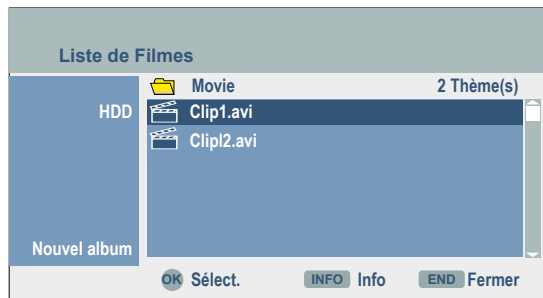 Liste de Filmes
Movie 2 Thème(s)
HDD
Clip1.avi
Clipl2.avi
Nouvel album
OK Sélect. INFO Info END Fermer